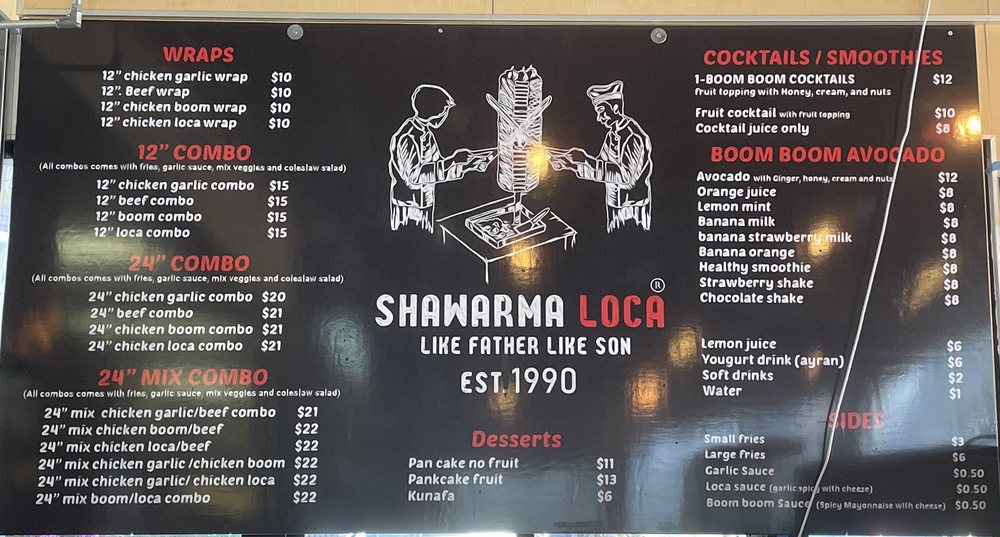 WRAPS
12” chicken garlic wrap $10
12”. Beef wrap $10
12” chicken boom wrap $10
12” chicken loca wrap $10
12” COMBO
(All combos comes with fries, garlic sauce, mix veggies and coleslaw salad)
12” chicken garlic combo $15
12” beef combo $15
12” boom combo $15
12” loca combo $15
24” COMBO
(All combos comes with fries, garlic sauce, mix veggies and coleslaw salad)
24” chicken garlic combo $20
24” beef combo $21
24” chicken boom combo $21
24” chicken loca combo $21
24” MIX COMBO
(All combos comes with fries, garlic sauce, mix veggies and coleslaw salad)
24” mix chicken garlic/beef combo $21
24” mix chicken boom/beef $22
24” mix chicken loca/beef $22
24” mix chicken garlic /chicken boom $22
24” mix chicken garlic/ chicken loca $22
24” mix boom/loca combo $22
SHAWARMA LOCA ®
LIKE FATHER LIKE SON
EST. 1990
Desserts
Pan cake no fruit $11
Pankcake fruit $13
Kunafa $6
COCKTAILS / SMOOTHIES
1-BOOM BOOM COCKTAILS $12
fruit topping with Honey, cream, and nuts
Fruit cocktail with fruit topping $10
Cocktail juice only $8
BOOM BOOM AVOCADO
Avocado with Ginger, honey, cream and nuts $12
Orange juice $8
Lemon mint $8
Banana milk $8
banana strawberry milk $8
Banana orange $8
Healthy smoothie $8
Strawberry shake $8
Chocolate shake $8
Lemon juice $6
Yougurt drink (ayran) $6
Soft drinks $2
Water $1
SIDES
Small fries $3
Large fries $6
Garlic Sauce $0.50
Loca sauce (garlic spicy with cheese) $0.50
Boom boom Sauce (Spicy Mayonnaise with cheese) $0.50